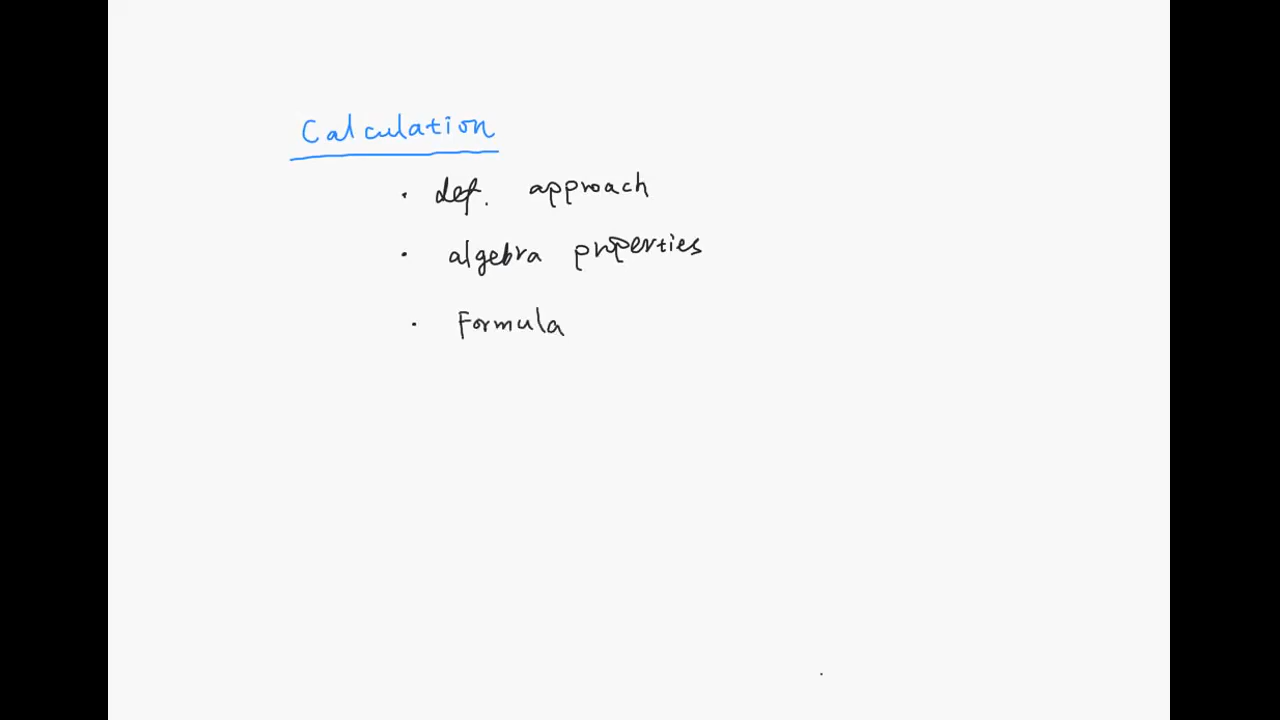 Calculation
· def. approach
· algebra properties
· Formula